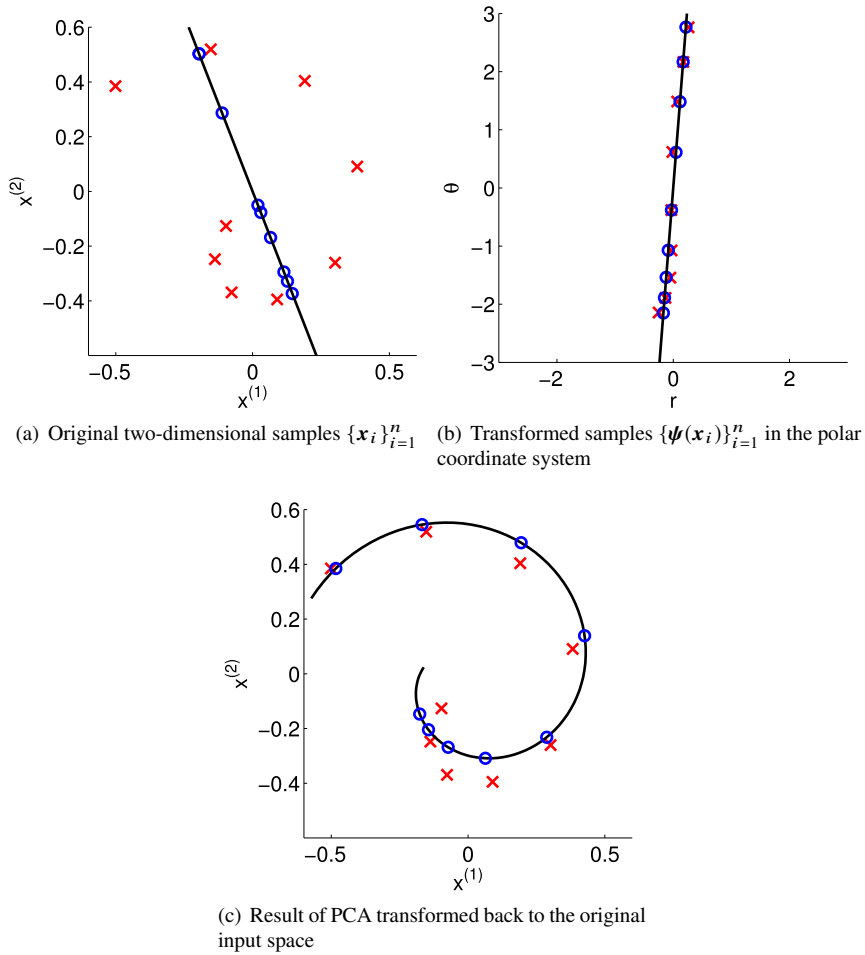 0.6
0.4
0.2
0
−0.2
−0.4
x^(2)
−0.5 0 0.5
x^(1)
3
2
1
0
−1
−2
−3
θ
−2 0 2
r
(a) Original two-dimensional samples {x_i}_{i=1}^n
(b) Transformed samples {ψ(x_i)}_{i=1}^n in the polar
coordinate system
0.6
0.4
0.2
0
−0.2
−0.4
x^(2)
−0.5 0 0.5
x^(1)
(c) Result of PCA transformed back to the original
input space